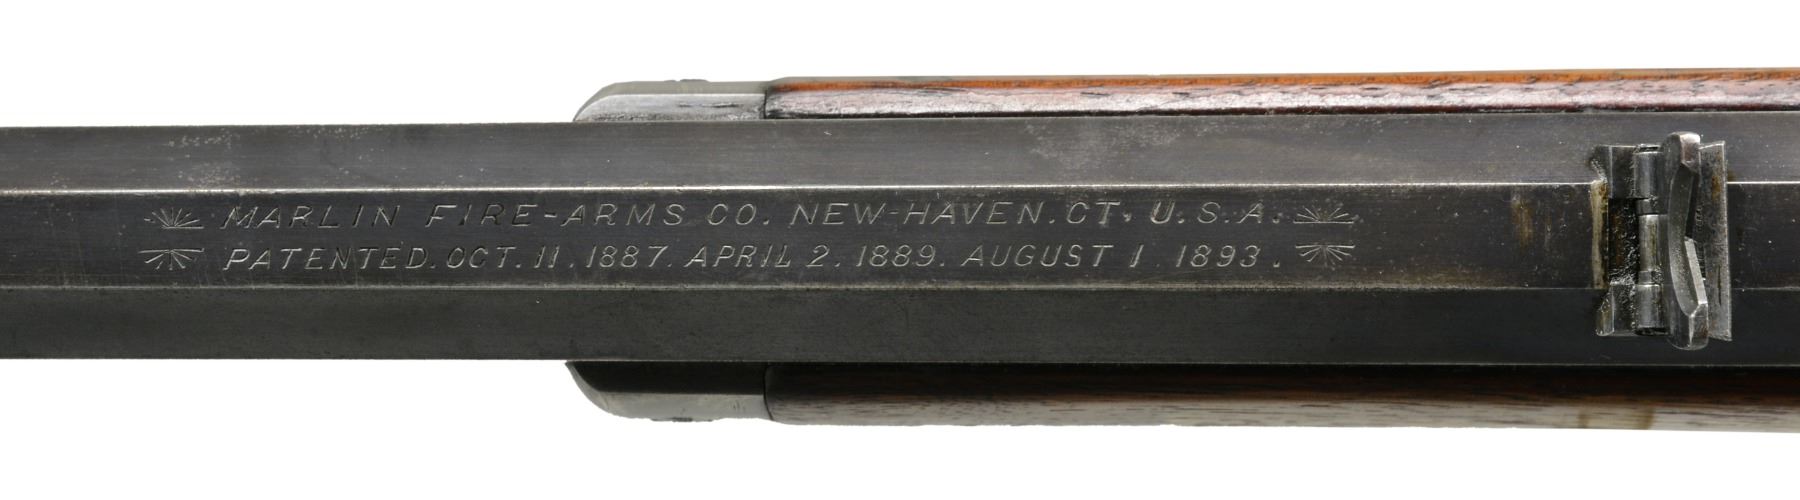 MARLIN FIRE-ARMS CO. NEW-HAVEN.CT. U.S.A.
PATENTED.OCT.11.1887.APRIL 2.1889.AUGUST 1 1893.